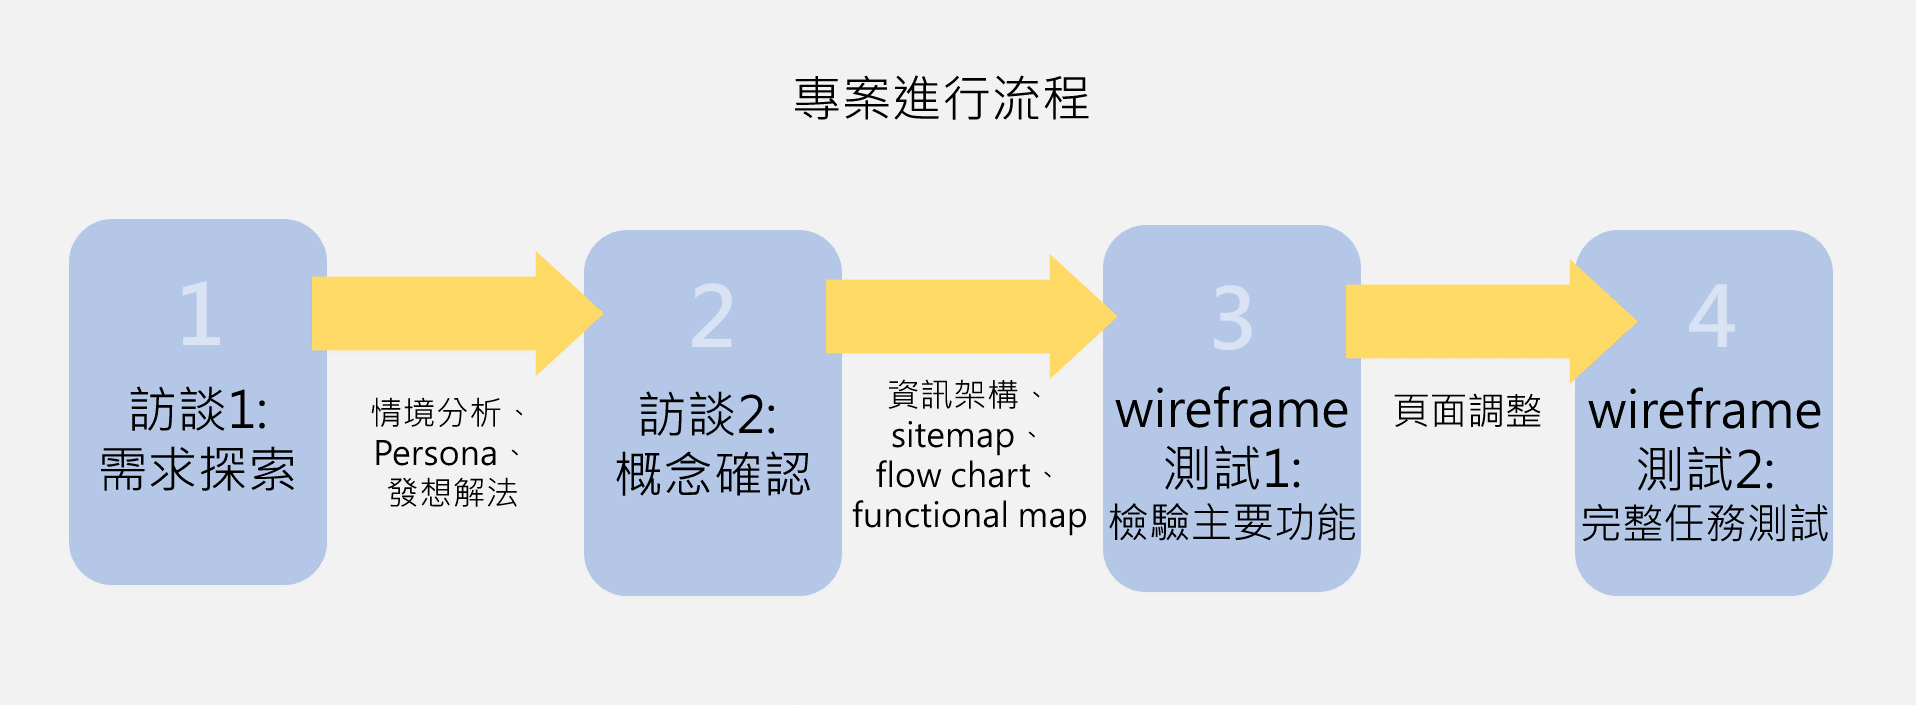 專案進行流程
1
訪談1:
需求探索
情境分析、
Persona、
發想解法
2
訪談2:
概念確認
資訊架構、
sitemap、
flow chart、
functional map
3
wireframe
測試1:
檢驗主要功能
頁面調整
4
wireframe
測試2:
完整任務測試